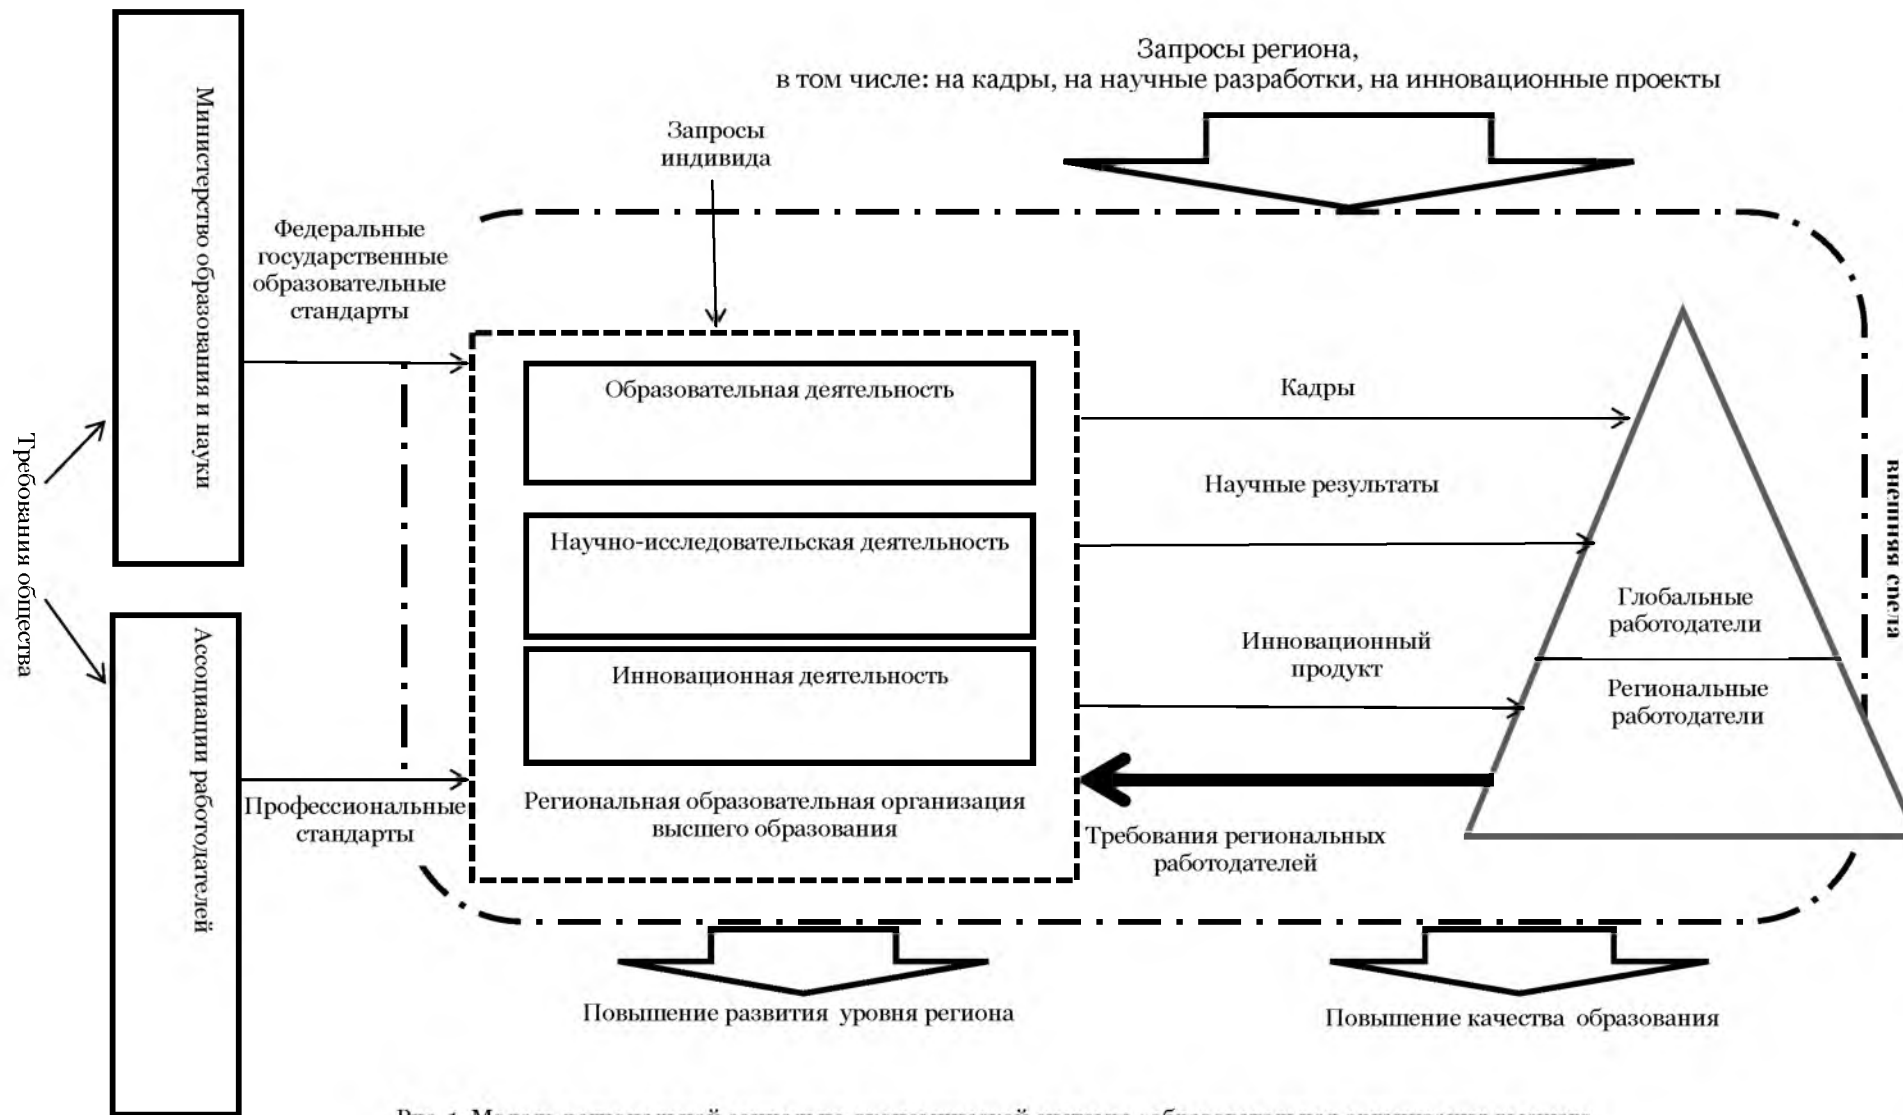 Запросы региона,
в том числе: на кадры, на научные разработки, на инновационные проекты
Запросы
индивида
Министерство образования и науки
Федеральные
государственные
образовательные
стандарты
Требования общества
Ассоциации работодателей
Профессиональные
стандарты
Образовательная деятельность
Научно-исследовательская деятельность
Инновационная деятельность
Региональная образовательная организация
высшего образования
Кадры
Научные результаты
Инновационный
продукт
Требования региональных
работодателей
Глобальные
работодатели
Региональные
работодатели
внешняя среда
Повышение развития уровня региона
Повышение качества образования